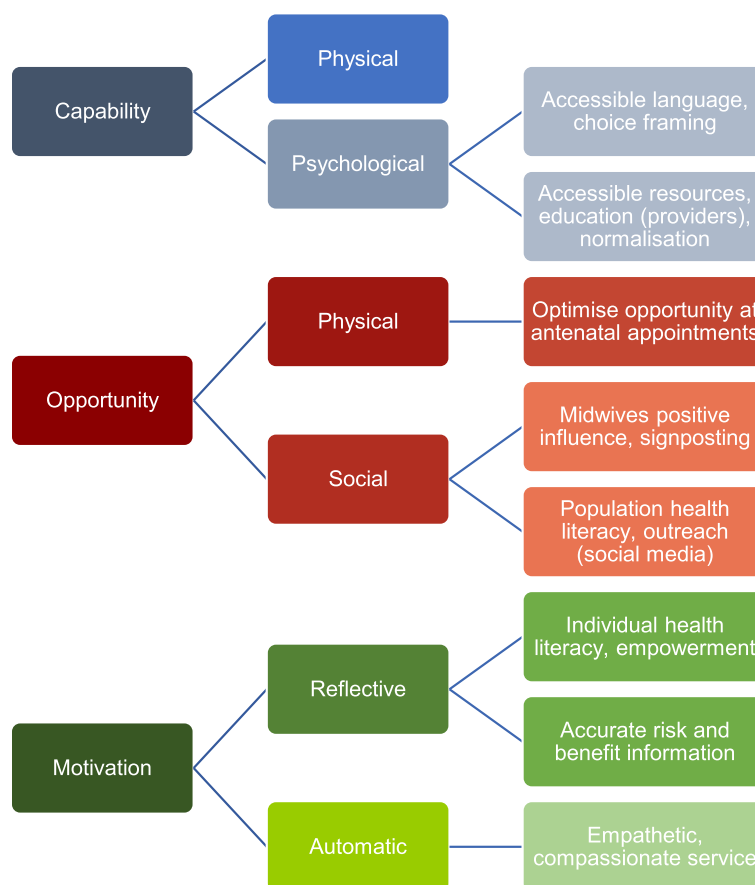 Capability
Physical
Psychological
Accessible language,
choice framing
Accessible resources,
education (providers),
normalisation
Opportunity
Physical
Optimise opportunity at
antenatal appointments
Social
Midwives positive
influence, signposting
Population health
literacy, outreach
(social media)
Motivation
Reflective
Individual health
literacy, empowerment
Accurate risk and
benefit information
Automatic
Empathetic,
compassionate service